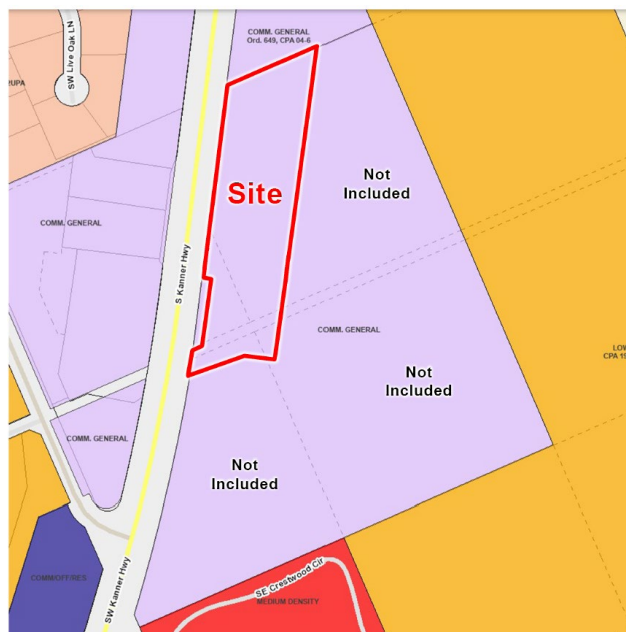 COMM. GENERAL
Ord. 649, CPA 04-6
SW Live Oak LN
RUPA
Not
Included
Site
COMM. GENERAL
S Kanner Hwy
COMM. GENERAL
LOW
CPA 19
Not
Included
COMM. GENERAL
Not
Included
SW Kanner Hwy
COMM/OFF/RES
SE Crestwood Cir
MEDIUM DENSITY